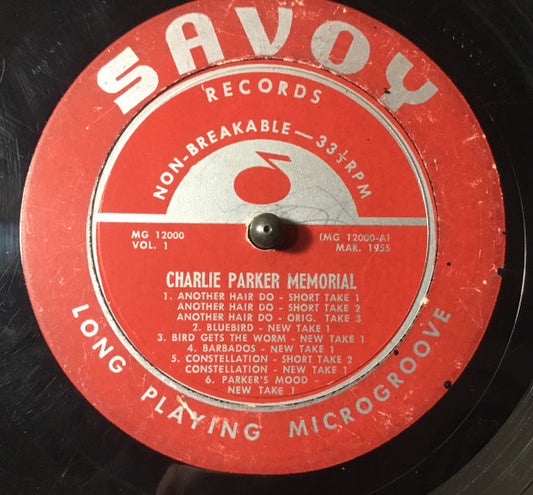 SAVOY
RECORDS
NON-BREAKABLE—33⅓RPM
MG 12000
VOL. 1
(MG 12000-A)
MAR. 1955
CHARLIE PARKER MEMORIAL
1. ANOTHER HAIR DO - SHORT TAKE 1
ANOTHER HAIR DO - SHORT TAKE 2
ANOTHER HAIR DO - ORIG. TAKE 3
2. BLUEBIRD - NEW TAKE 1
3. BIRD GETS THE WORM - NEW TAKE 1
4. BARBADOS - NEW TAKE 1
5. CONSTELLATION - SHORT TAKE 2
CONSTELLATION - NEW TAKE 1
6. PARKER'S MOOD -
NEW TAKE 1
LONG PLAYING MICROGROOVE